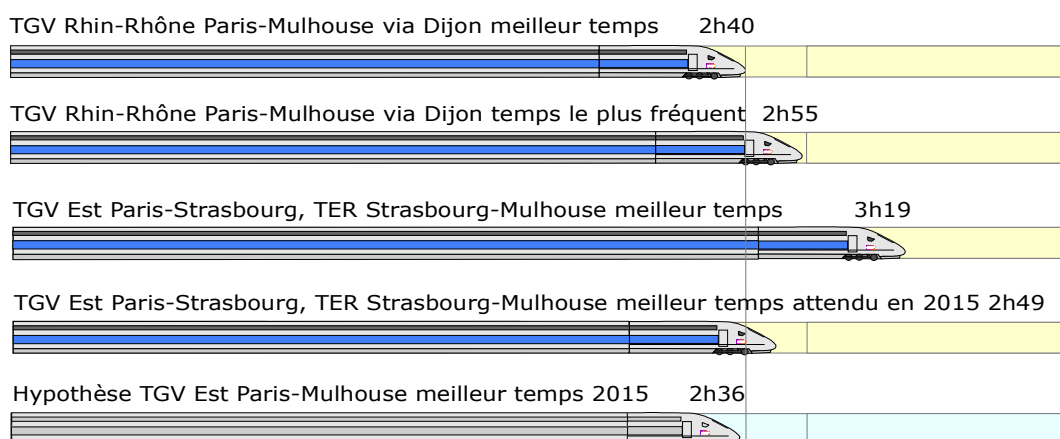 TGV Rhin-Rhône Paris-Mulhouse via Dijon meilleur temps 2h40
TGV Rhin-Rhône Paris-Mulhouse via Dijon temps le plus fréquent 2h55
TGV Est Paris-Strasbourg, TER Strasbourg-Mulhouse meilleur temps 3h19
TGV Est Paris-Strasbourg, TER Strasbourg-Mulhouse meilleur temps attendu en 2015 2h49
Hypothèse TGV Est Paris-Mulhouse meilleur temps 2015 2h36